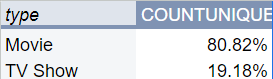 type COUNTUNIQUE
Movie 80.82%
TV Show 19.18%